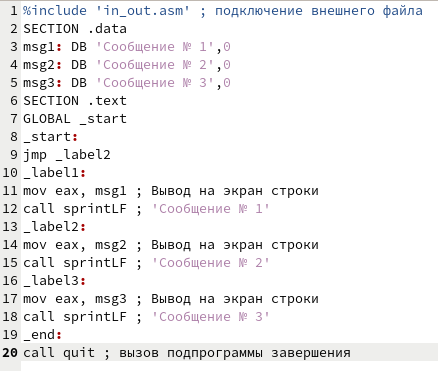 1 %include 'in_out.asm' ; подключение внешнего файла
2 SECTION .data
3 msg1: DB 'Сообщение № 1',0
4 msg2: DB 'Сообщение № 2',0
5 msg3: DB 'Сообщение № 3',0
6 SECTION .text
7 GLOBAL _start
8 _start:
9 jmp _label2
10 _label1:
11 mov eax, msg1 ; Вывод на экран строки
12 call sprintLF ; 'Сообщение № 1'
13 _label2:
14 mov eax, msg2 ; Вывод на экран строки
15 call sprintLF ; 'Сообщение № 2'
16 _label3:
17 mov eax, msg3 ; Вывод на экран строки
18 call sprintLF ; 'Сообщение № 3'
19 _end:
20 call quit ; вызов подпрограммы завершения